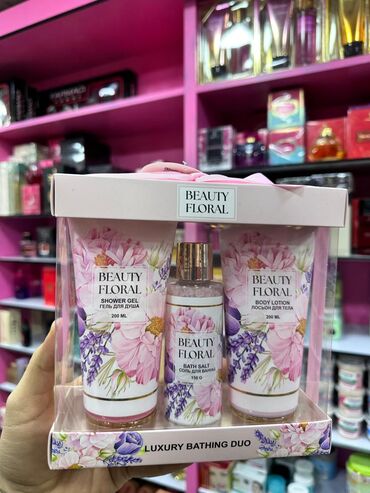 BEAUTY
FLORAL
BEAUTY
FLORAL
SHOWER GEL
ГЕЛЬ ДЛЯ ДУША
200 ML
BEAUTY
FLORAL
BATH SALT
СОЛЬ ДЛЯ ВАННЫ
150 G
BEAUTY
FLORAL
BODY LOTION
ЛОСЬОН ДЛЯ ТЕЛА
200 ML
LUXURY BATHING DUO